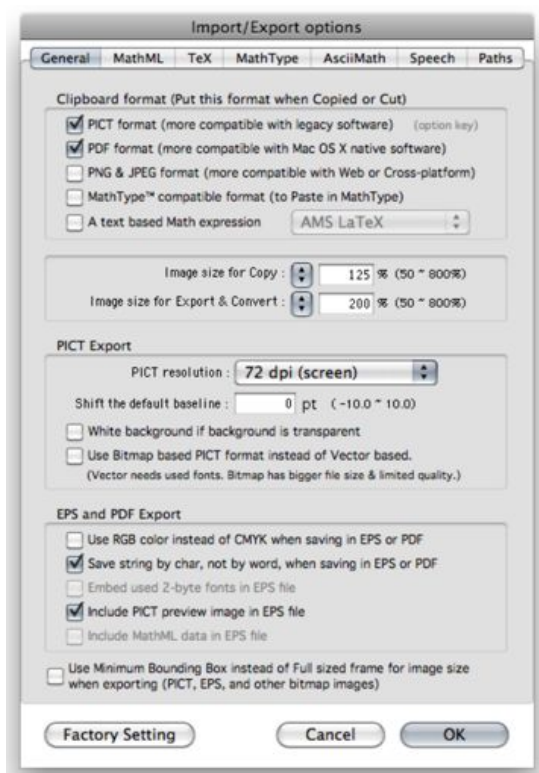 Import/Export options
General MathML TeX MathType AsciiMath Speech Paths
Clipboard format (Put this format when Copied or Cut)
PICT format (more compatible with legacy software) (option key)
PDF format (more compatible with Mac OS X native software)
PNG & JPEG format (more compatible with Web or Cross-platform)
MathType™ compatible format (to Paste in MathType)
A text based Math expression AMS LaTeX
Image size for Copy : 125 % (50 ~ 800%)
Image size for Export & Convert : 200 % (50 ~ 800%)
PICT Export
PICT resolution : 72 dpi (screen)
Shift the default baseline : 0 pt (-10.0 ~ 10.0)
White background if background is transparent
Use Bitmap based PICT format instead of Vector based.
(Vector needs used fonts. Bitmap has bigger file size & limited quality.)
EPS and PDF Export
Use RGB color instead of CMYK when saving in EPS or PDF
Save string by char, not by word, when saving in EPS or PDF
Embed used 2-byte fonts in EPS file
Include PICT preview image in EPS file
Include MathML data in EPS file
Use Minimum Bounding Box instead of Full sized frame for image size
when exporting (PICT, EPS, and other bitmap images)
Factory Setting Cancel OK